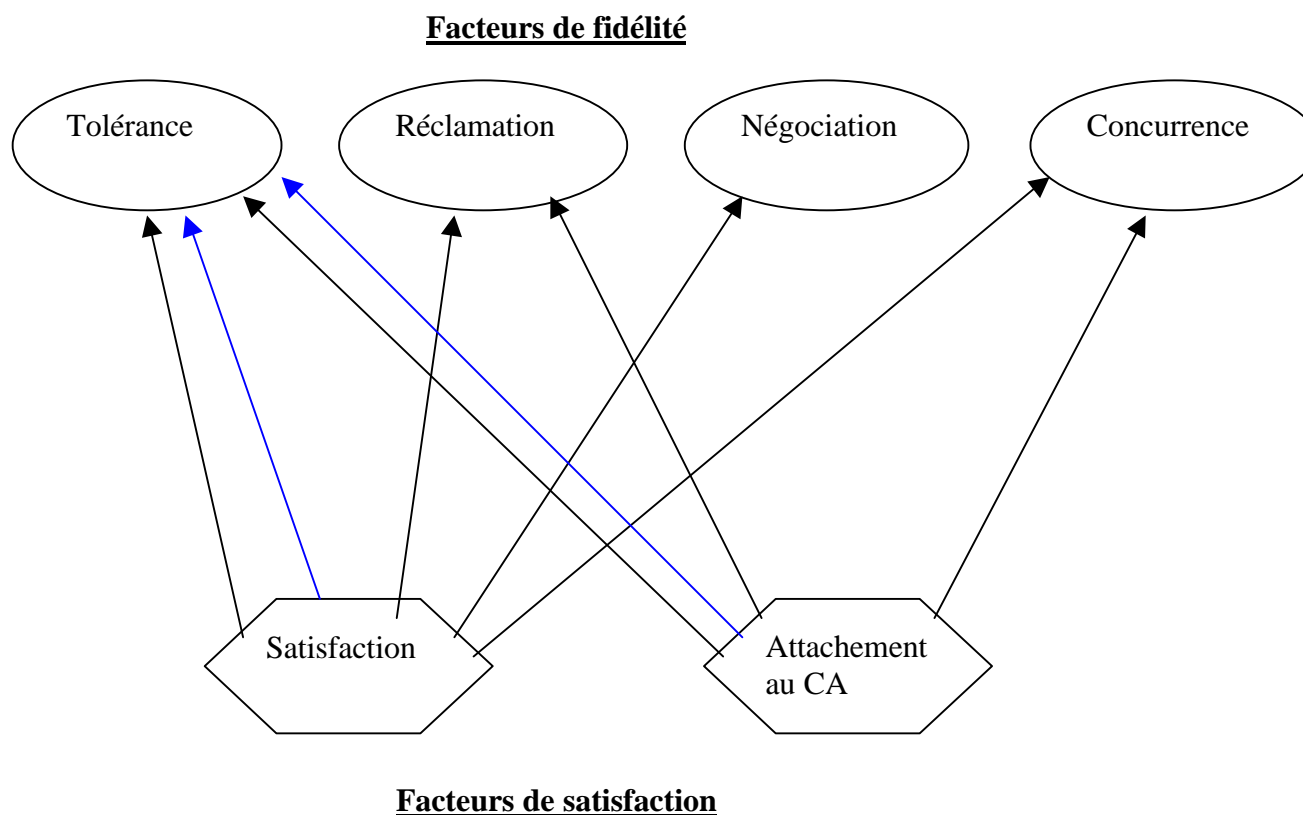 Facteurs de fidélité
Tolérance
Réclamation
Négociation
Concurrence
Satisfaction
Attachement
au CA
Facteurs de satisfaction